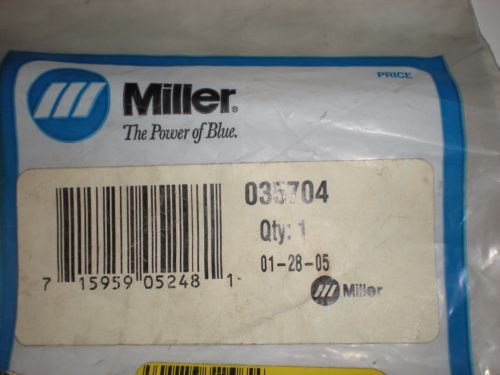 PRICE
Miller®
The Power of Blue.
035704
Qty: 1
01-28-05
Miller
7 15959 05248 1